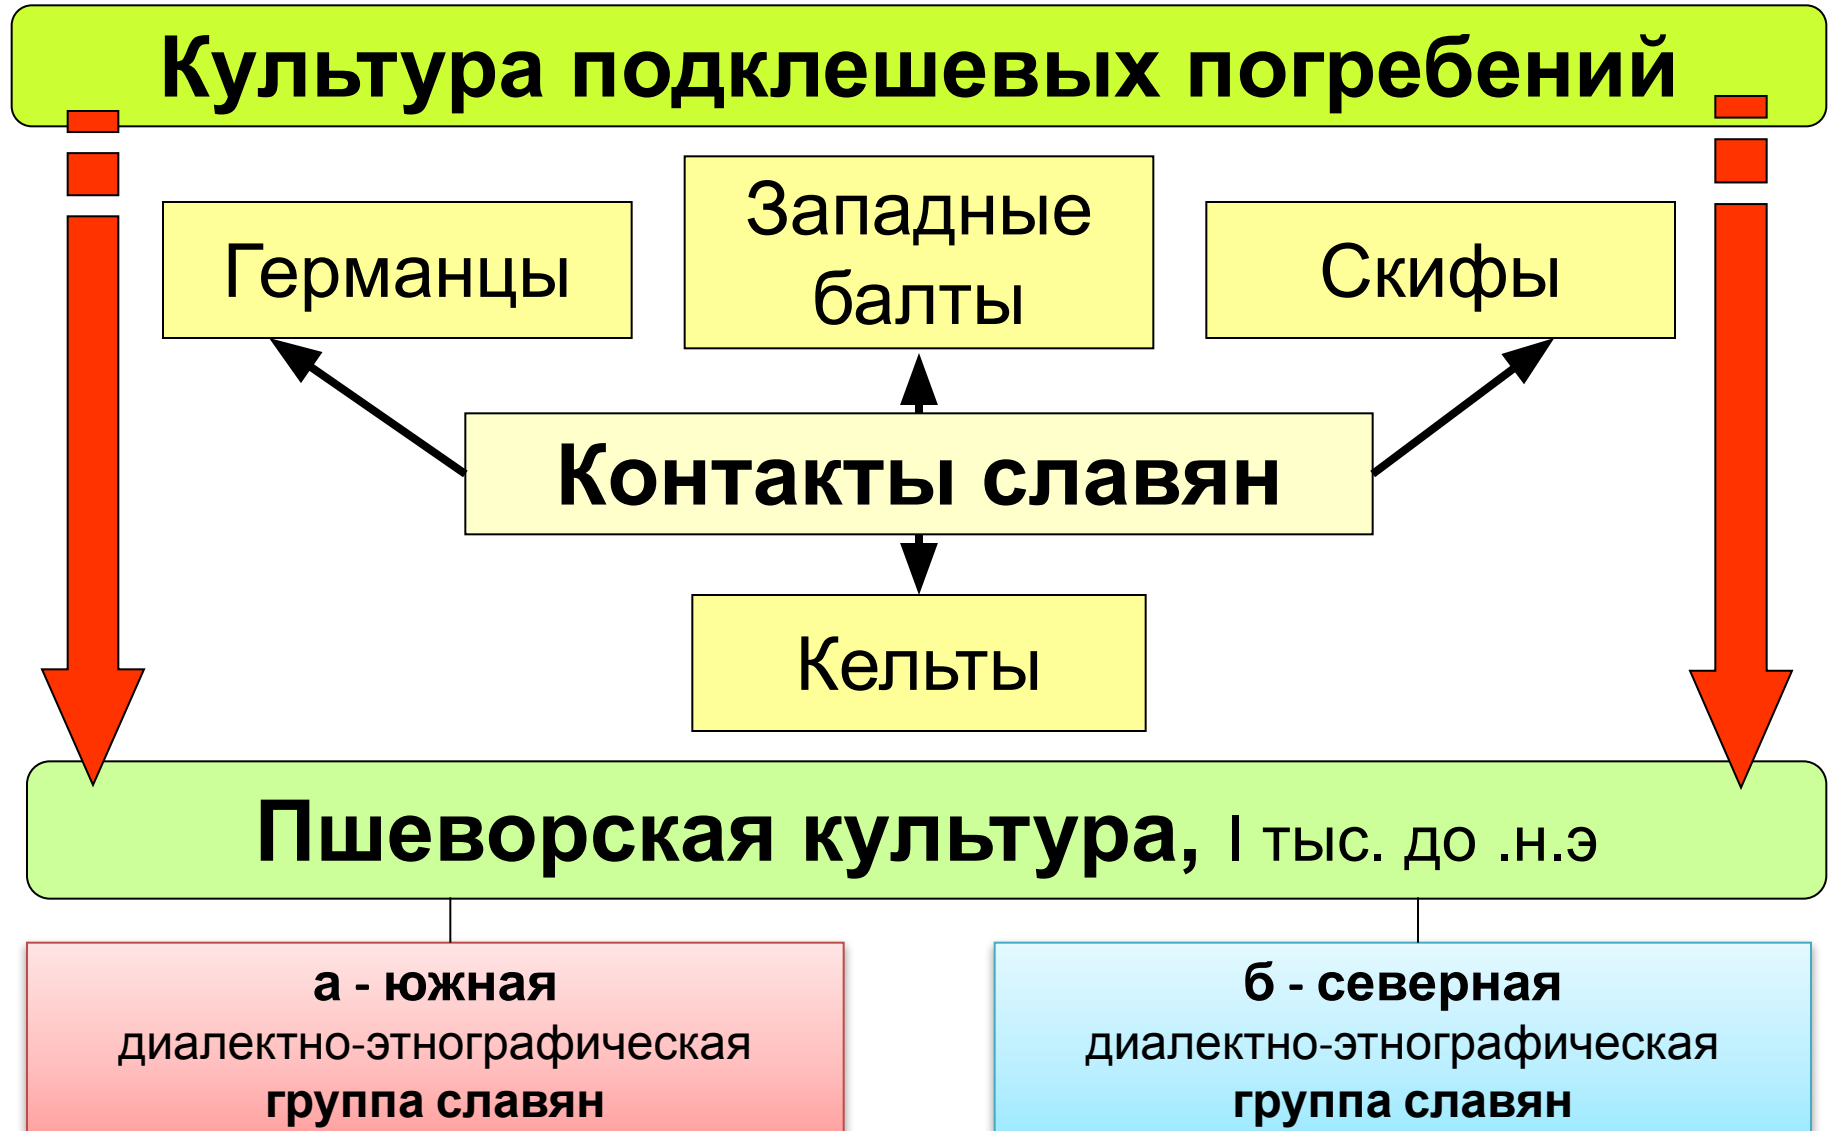 Культура подклешевых погребений
Германцы
Западные
балты
Скифы
Контакты славян
Кельты
Пшеворская культура, I тыс. до .н.э
а - южная
диалектно-этнографическая
группа славян
б - северная
диалектно-этнографическая
группа славян